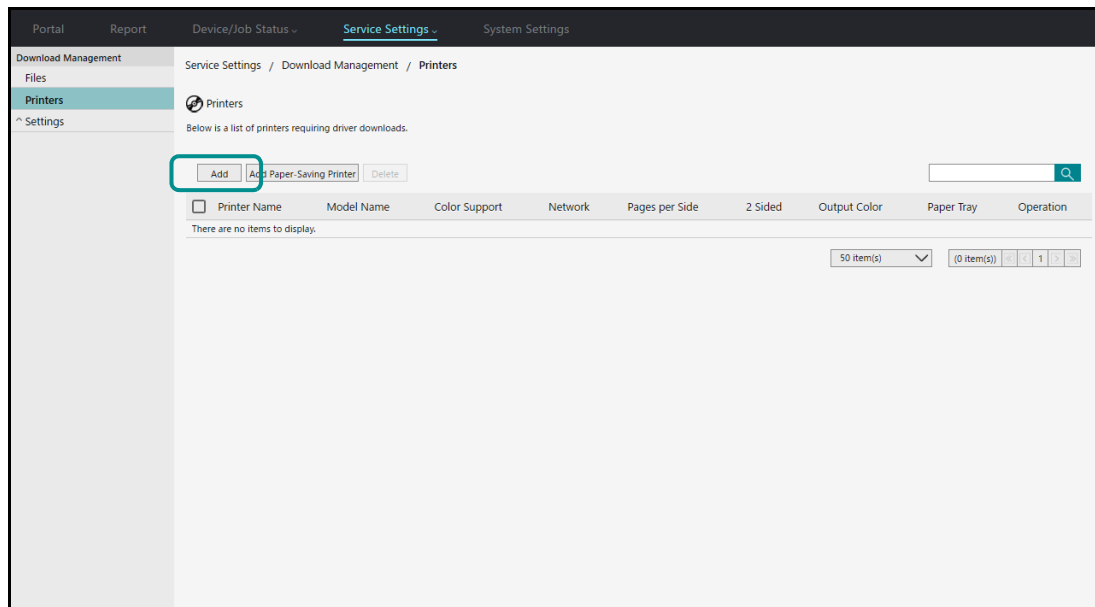 Portal Report Device/Job Status Service Settings System Settings
Download Management
Files
Printers
Settings
Service Settings / Download Management / Printers
Printers
Below is a list of printers requiring driver downloads.
Add Add Paper-Saving Printer Delete
Printer Name Model Name Color Support Network Pages per Side 2 Sided Output Color Paper Tray Operation
There are no items to display.
50 item(s) (0 item(s)) « < 1 > »